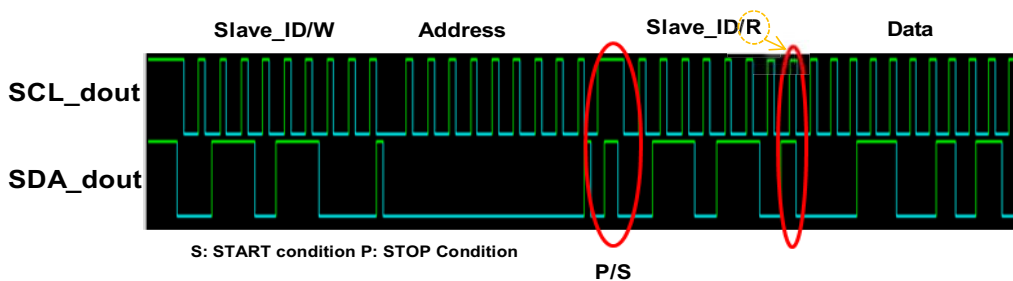 Slave_ID/W Address Slave_ID/R Data
SCL_dout
SDA_dout
S: START condition P: STOP Condition
P/S